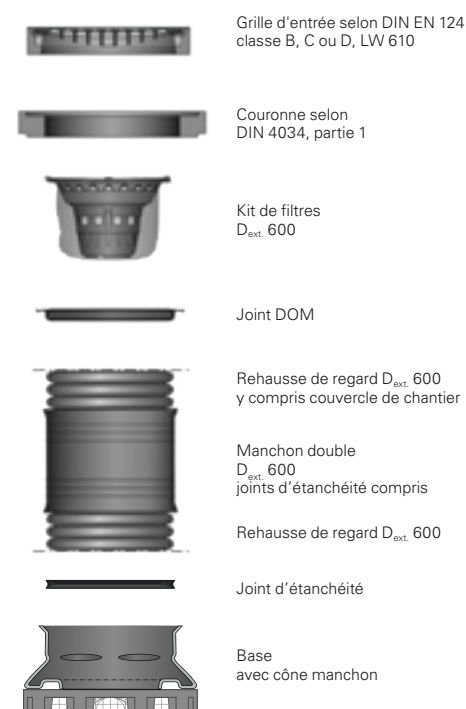 Grille d'entrée selon DIN EN 124
classe B, C ou D, LW 610
Couronne selon
DIN 4034, partie 1
Kit de filtres
Dext. 600
Joint DOM
Rehausse de regard Dext. 600
y compris couvercle de chantier
Manchon double
Dext. 600
joints d’étanchéité compris
Rehausse de regard Dext. 600
Joint d’étanchéité
Base
avec cône manchon